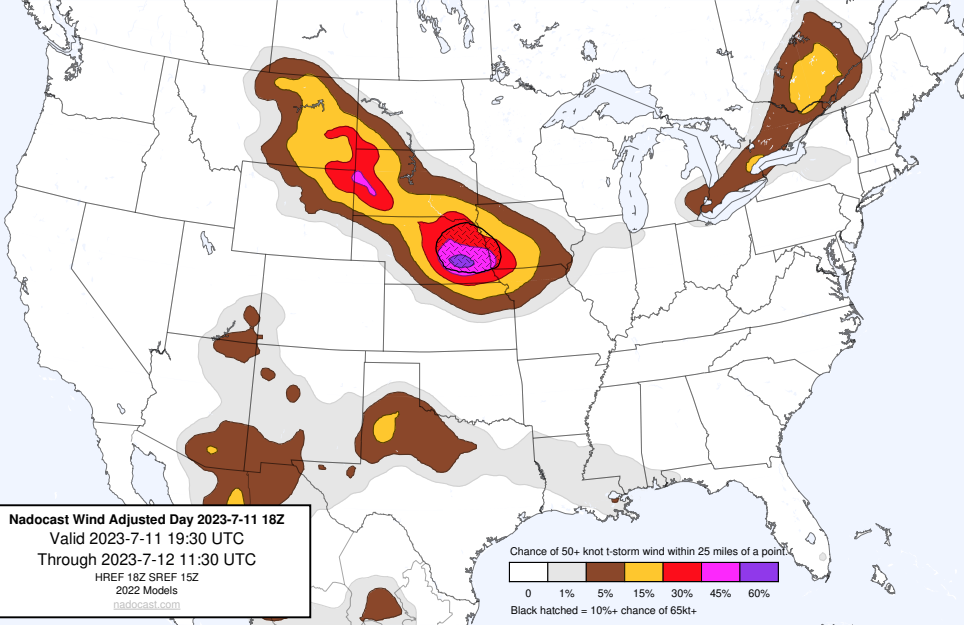 Nadocast Wind Adjusted Day 2023-7-11 18Z
Valid 2023-7-11 19:30 UTC
Through 2023-7-12 11:30 UTC
HREF 18Z SREF 15Z
2022 Models
nadocast.com
Chance of 50+ knot t-storm wind within 25 miles of a point.
0 1% 5% 15% 30% 45% 60%
Black hatched = 10%+ chance of 65kt+